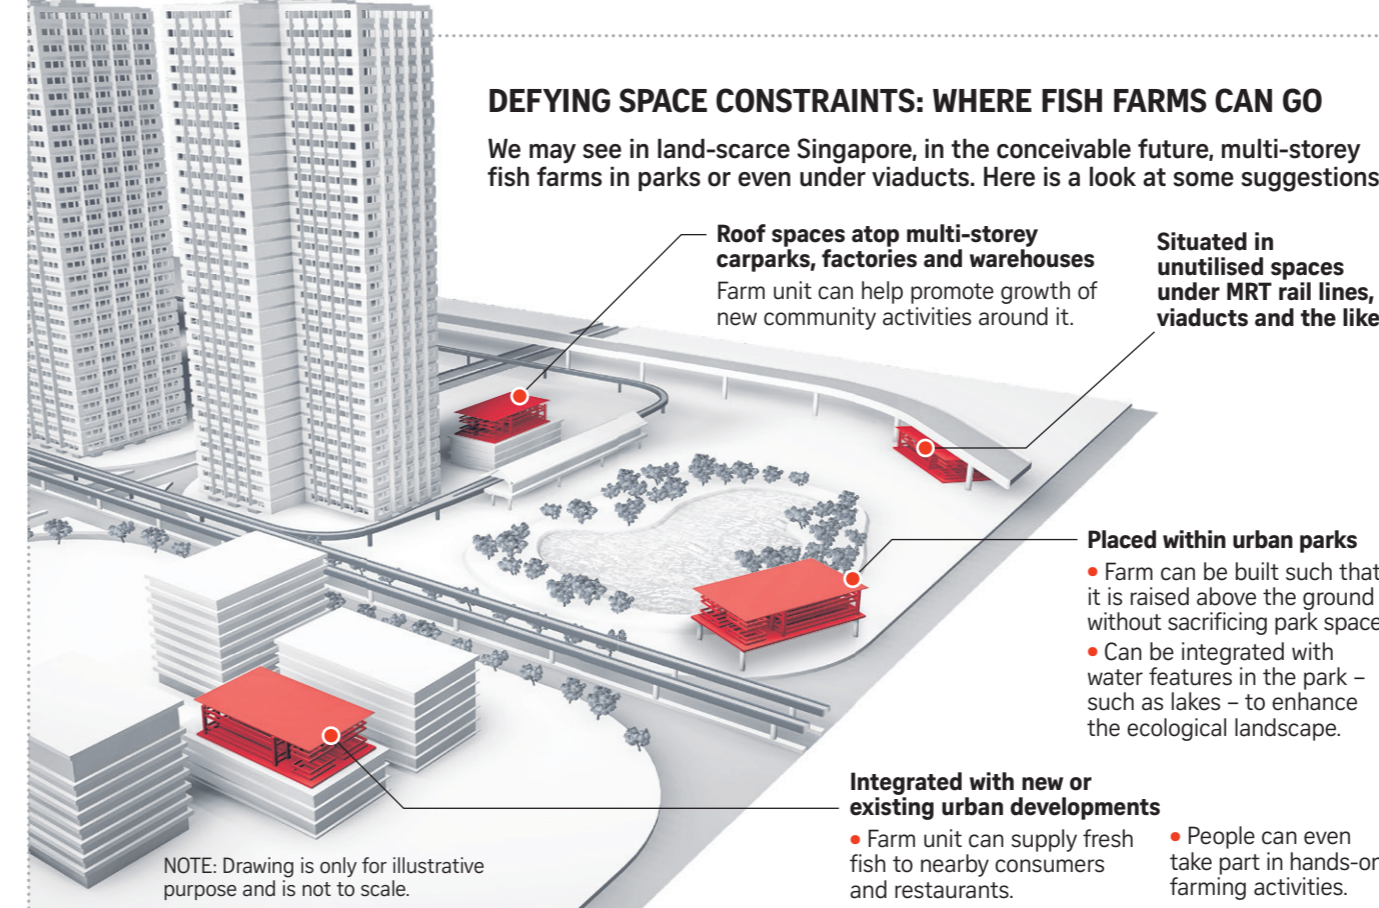 DEFYING SPACE CONSTRAINTS: WHERE FISH FARMS CAN GO
We may see in land-scarce Singapore, in the conceivable future, multi-storey
fish farms in parks or even under viaducts. Here is a look at some suggestions
Roof spaces atop multi-storey
carparks, factories and warehouses
Farm unit can help promote growth of
new community activities around it.
Situated in
unutilised spaces
under MRT rail lines,
viaducts and the like
Placed within urban parks
• Farm can be built such that
it is raised above the ground
without sacrificing park space
• Can be integrated with
water features in the park –
such as lakes – to enhance
the ecological landscape.
Integrated with new or
existing urban developments
• Farm unit can supply fresh
fish to nearby consumers
and restaurants.
• People can even
take part in hands-on
farming activities.
NOTE: Drawing is only for illustrative
purpose and is not to scale.